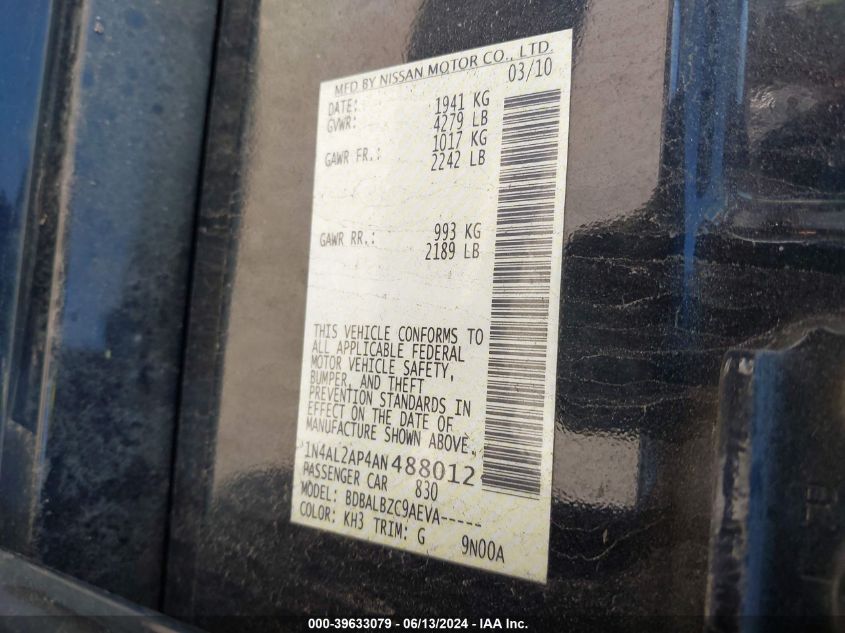 MFD BY NISSAN MOTOR CO., LTD.
DATE: 03/10
GVWR: 1941 KG
4279 LB
GAWR FR.: 1017 KG
2242 LB
GAWR RR.: 993 KG
2189 LB
THIS VEHICLE CONFORMS TO
ALL APPLICABLE FEDERAL
MOTOR VEHICLE SAFETY,
BUMPER, AND THEFT
PREVENTION STANDARDS IN
EFFECT ON THE DATE OF
MANUFACTURE SHOWN ABOVE.
1N4AL2AP4AN488012
PASSENGER CAR 830
MODEL: BDBALBZC9AEVA-----
COLOR: KH3 TRIM: G 9N00A
000-39633079 - 06/13/2024 - IAA Inc.